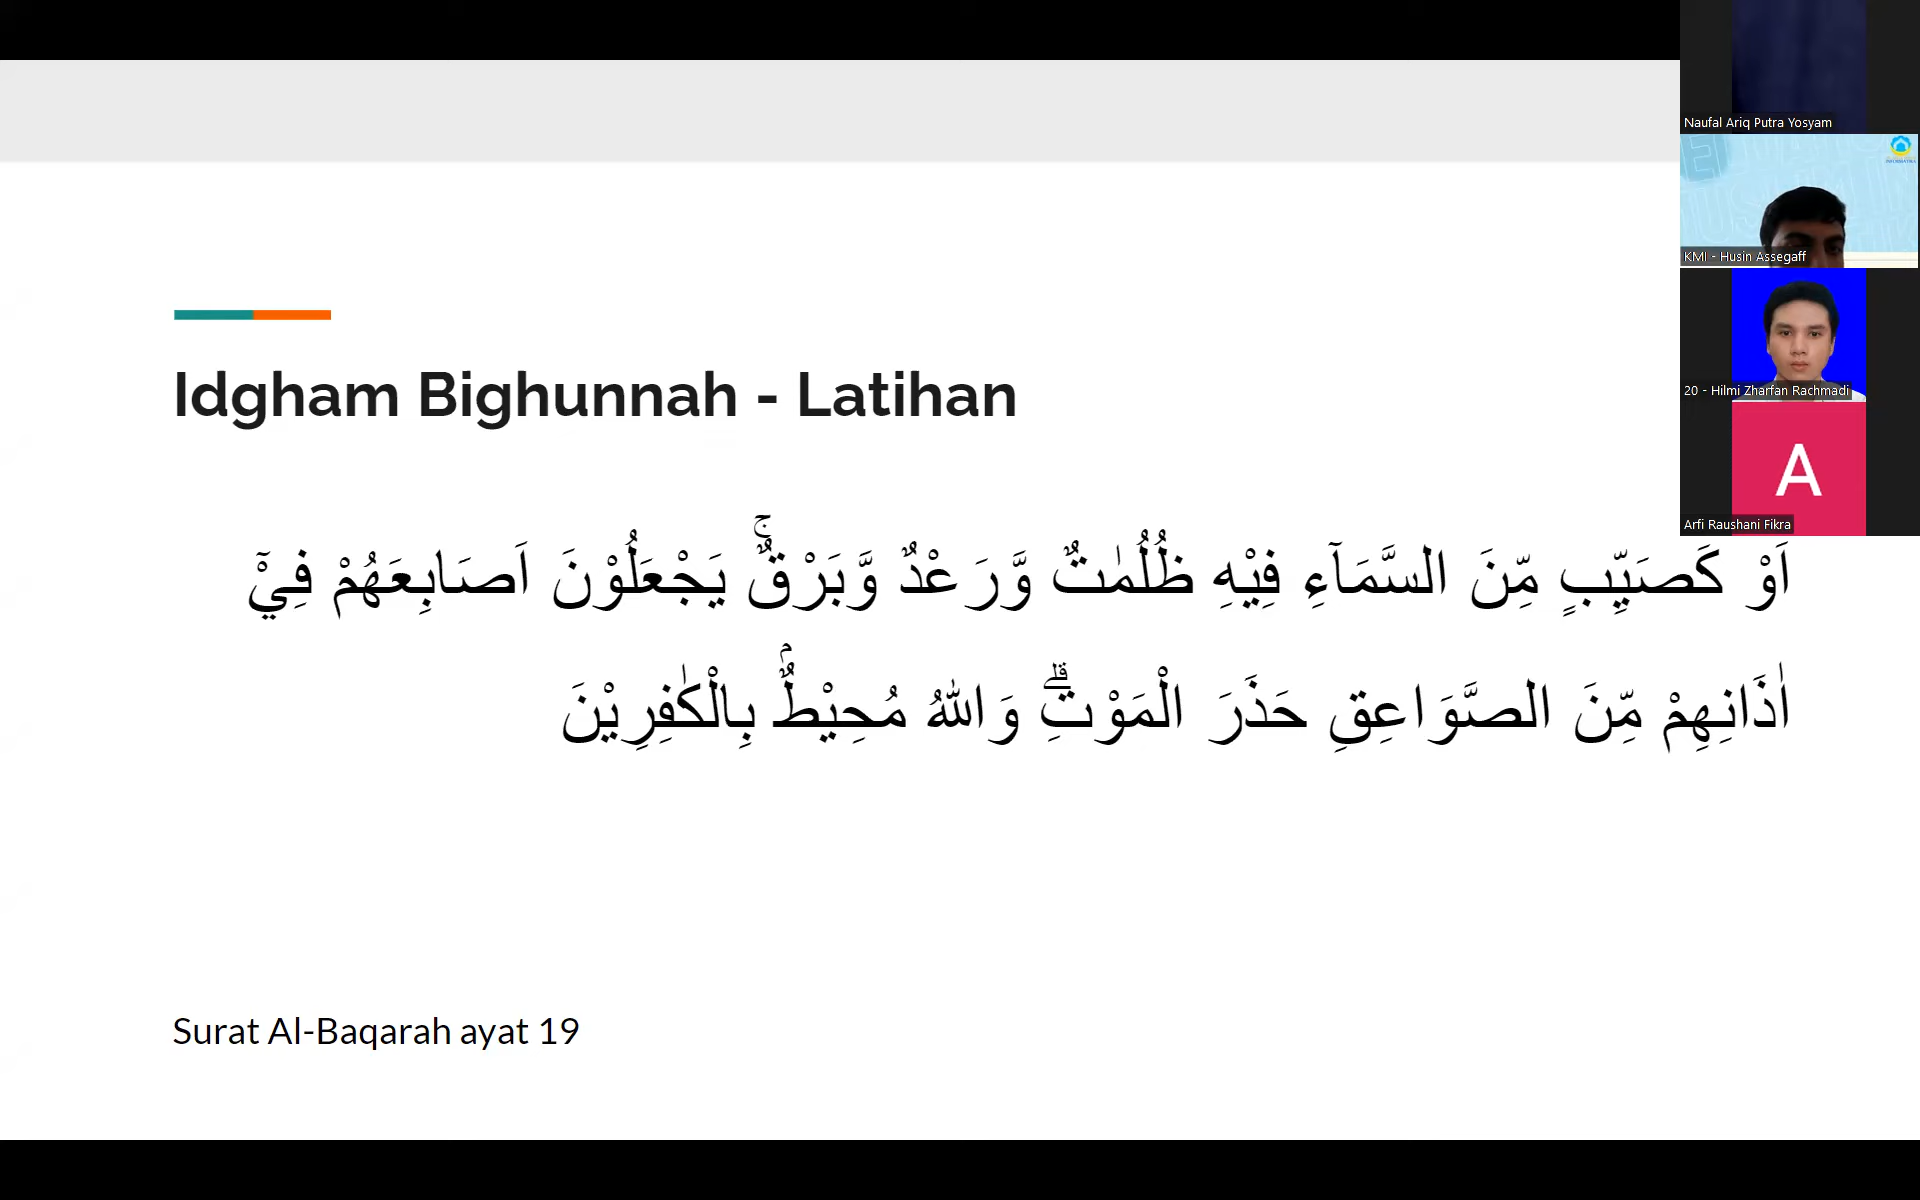 Idgham Bighunnah - Latihan
اَوْ كَصَيِّبٍ مِّنَ السَّمَاۤءِ فِيْهِ ظُلُمٰتٌ وَّرَعْدٌ وَّبَرْقٌۚ يَجْعَلُوْنَ اَصَابِعَهُمْ فِيْٓ
اٰذَانِهِمْ مِّنَ الصَّوَاعِقِ حَذَرَ الْمَوْتِۗ وَاللّٰهُ مُحِيْطٌۢ بِالْكٰفِرِيْنَ
Surat Al-Baqarah ayat 19
Naufal Ariq Putra Yosyam
KMI - Husin Assegaff
20 - Hilmi Zharfan Rachmadi
A
Arfi Raushani Fikra